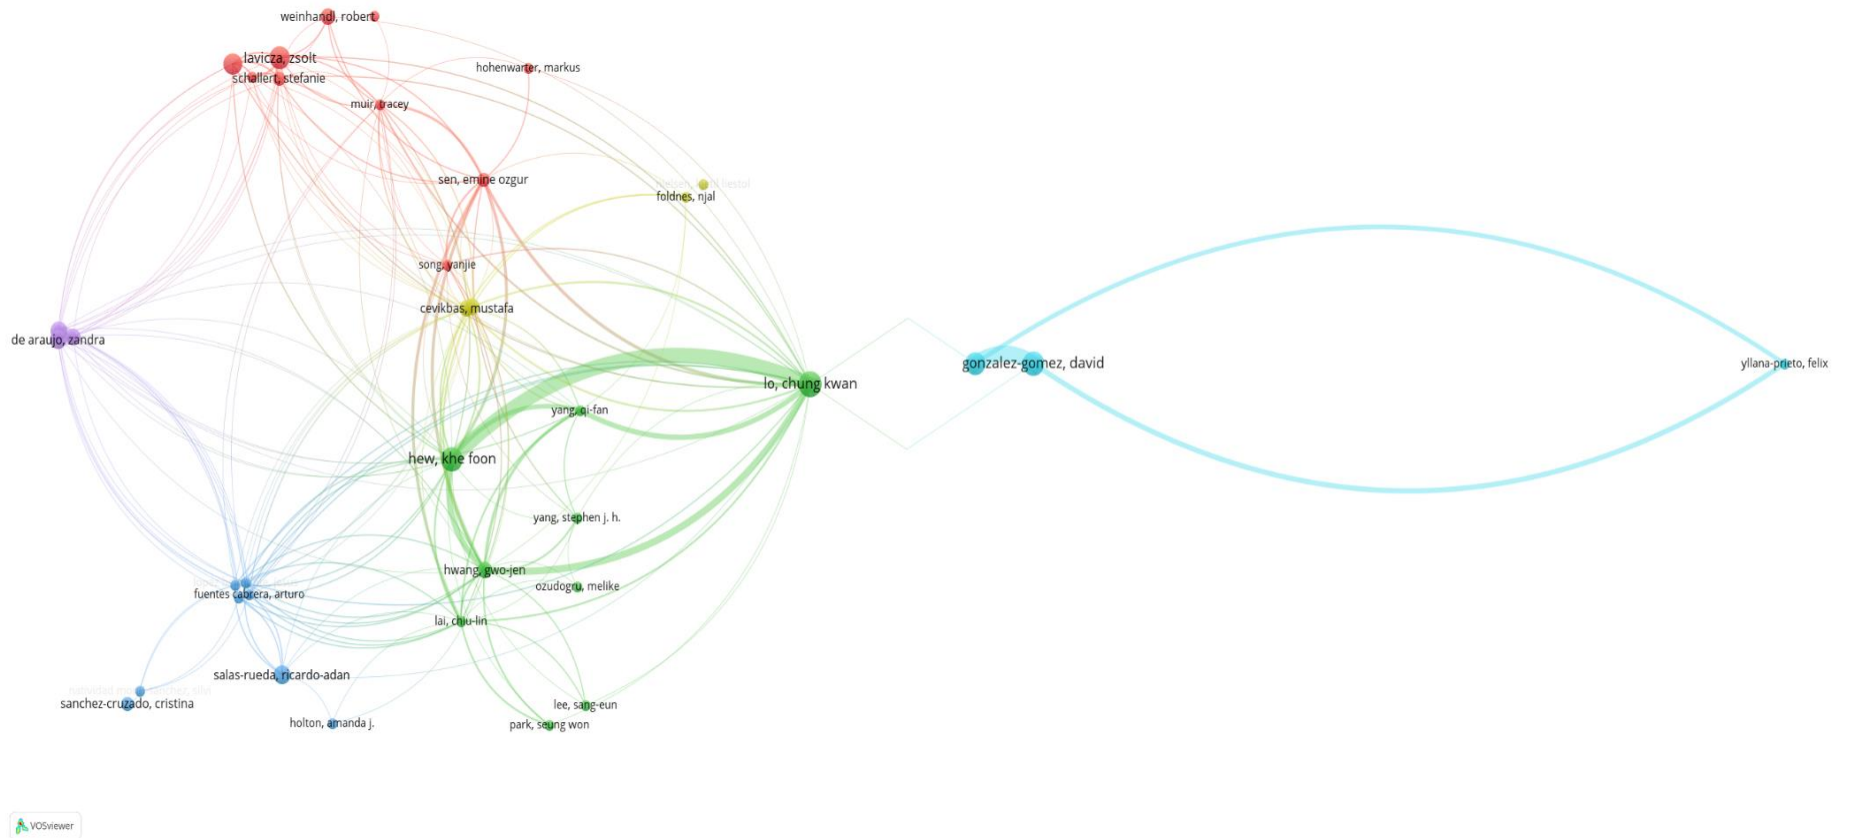 weinhandl, robert
lavicza, zsolt
schallert, stefanie
hohenwarter, markus
muir, tracey
sen, emine ozgur
foldnes, njal
song, yanjie
cevikbas, mustafa
de araujo, zandra
gonzalez-gomez, david
yllana-prieto, felix
lo, chung kwan
yang, qi-fan
hew, khe foon
yang, stephen j. h.
hwang, gwo-jen
ozudogru, melike
fuentes cabrera, arturo
lai, chiu-lin
salas-rueda, ricardo-adan
sanchez-cruzado, cristina
lee, sang-eun
holton, amanda j.
park, seung won
VOSviewer